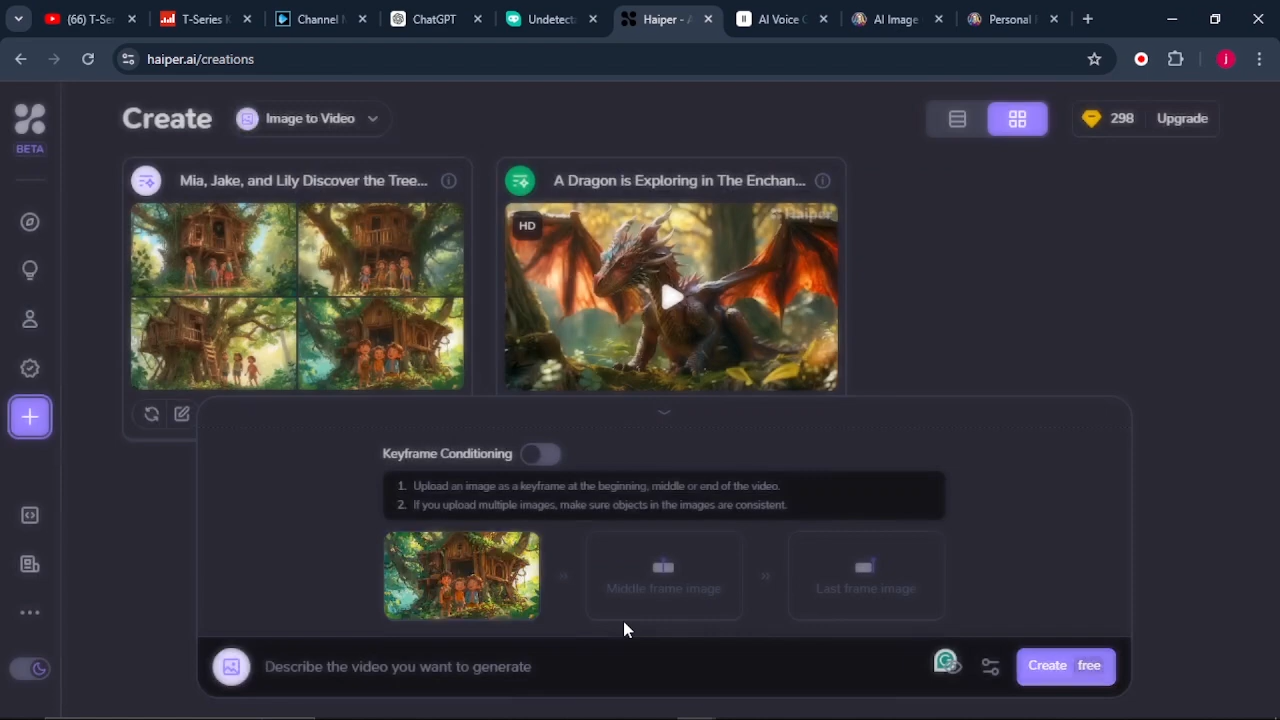 (66) T-Ser
T-Series K
Channel M
ChatGPT
Undetecta
Haiper - A
AI Voice G
AI Image
Personal F
haiper.ai/creations
j
BETA
Create
Image to Video
298
Upgrade
Mia, Jake, and Lily Discover the Tree...
A Dragon is Exploring in The Enchan...
HD
Haiper
Keyframe Conditioning
1. Upload an image as a keyframe at the beginning, middle or end of the video.
2. If you upload multiple images, make sure objects in the images are consistent.
Middle frame image
Last frame image
Describe the video you want to generate
Create free